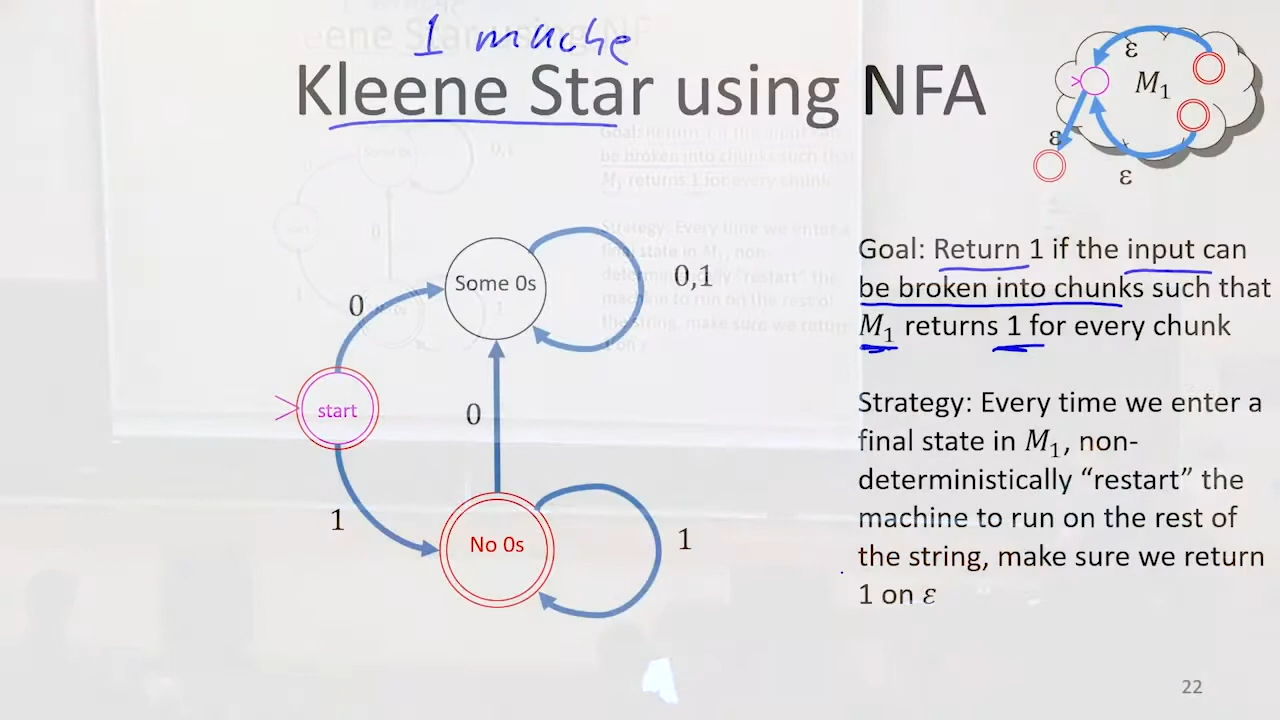 1 mache
Kleene Star using NFA
ε
M₁
ε
ε
Goal: Return 1 if the input can
be broken into chunks such that
M₁ returns 1 for every chunk
Strategy: Every time we enter a
final state in M₁, non-
deterministically “restart” the
machine to run on the rest of
the string, make sure we return
1 on ε
Some 0s
0,1
0
start
0
1
No 0s
1
22